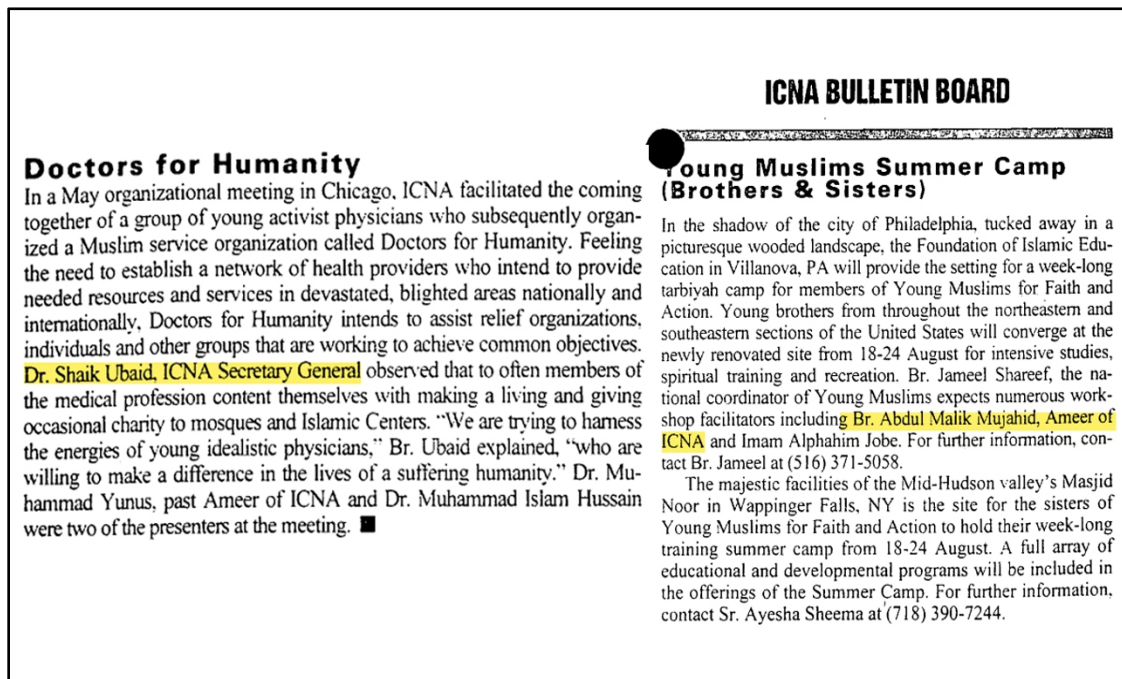 Doctors for Humanity
In a May organizational meeting in Chicago, ICNA facilitated the coming
together of a group of young activist physicians who subsequently organ-
ized a Muslim service organization called Doctors for Humanity. Feeling
the need to establish a network of health providers who intend to provide
needed resources and services in devastated, blighted areas nationally and
internationally, Doctors for Humanity intends to assist relief organizations,
individuals and other groups that are working to achieve common objectives.
Dr. Shaik Ubaid, ICNA Secretary General observed that to often members of
the medical profession content themselves with making a living and giving
occasional charity to mosques and Islamic Centers. “We are trying to harness
the energies of young idealistic physicians,” Br. Ubaid explained, “who are
willing to make a difference in the lives of a suffering humanity.” Dr. Mu-
hammad Yunus, past Ameer of ICNA and Dr. Muhammad Islam Hussain
were two of the presenters at the meeting. ■
ICNA BULLETIN BOARD
Young Muslims Summer Camp
(Brothers & Sisters)
In the shadow of the city of Philadelphia, tucked away in a
picturesque wooded landscape, the Foundation of Islamic Edu-
cation in Villanova, PA will provide the setting for a week-long
tarbiyah camp for members of Young Muslims for Faith and
Action. Young brothers from throughout the northeastern and
southeastern sections of the United States will converge at the
newly renovated site from 18-24 August for intensive studies,
spiritual training and recreation. Br. Jameel Shareef, the na-
tional coordinator of Young Muslims expects numerous work-
shop facilitators including Br. Abdul Malik Mujahid, Ameer of
ICNA and Imam Alphahim Jobe. For further information, con-
tact Br. Jameel at (516) 371-5058.
The majestic facilities of the Mid-Hudson valley's Masjid
Noor in Wappinger Falls, NY is the site for the sisters of
Young Muslims for Faith and Action to hold their week-long
training summer camp from 18-24 August. A full array of
educational and developmental programs will be included in
the offerings of the Summer Camp. For further information,
contact Sr. Ayesha Sheema at (718) 390-7244.